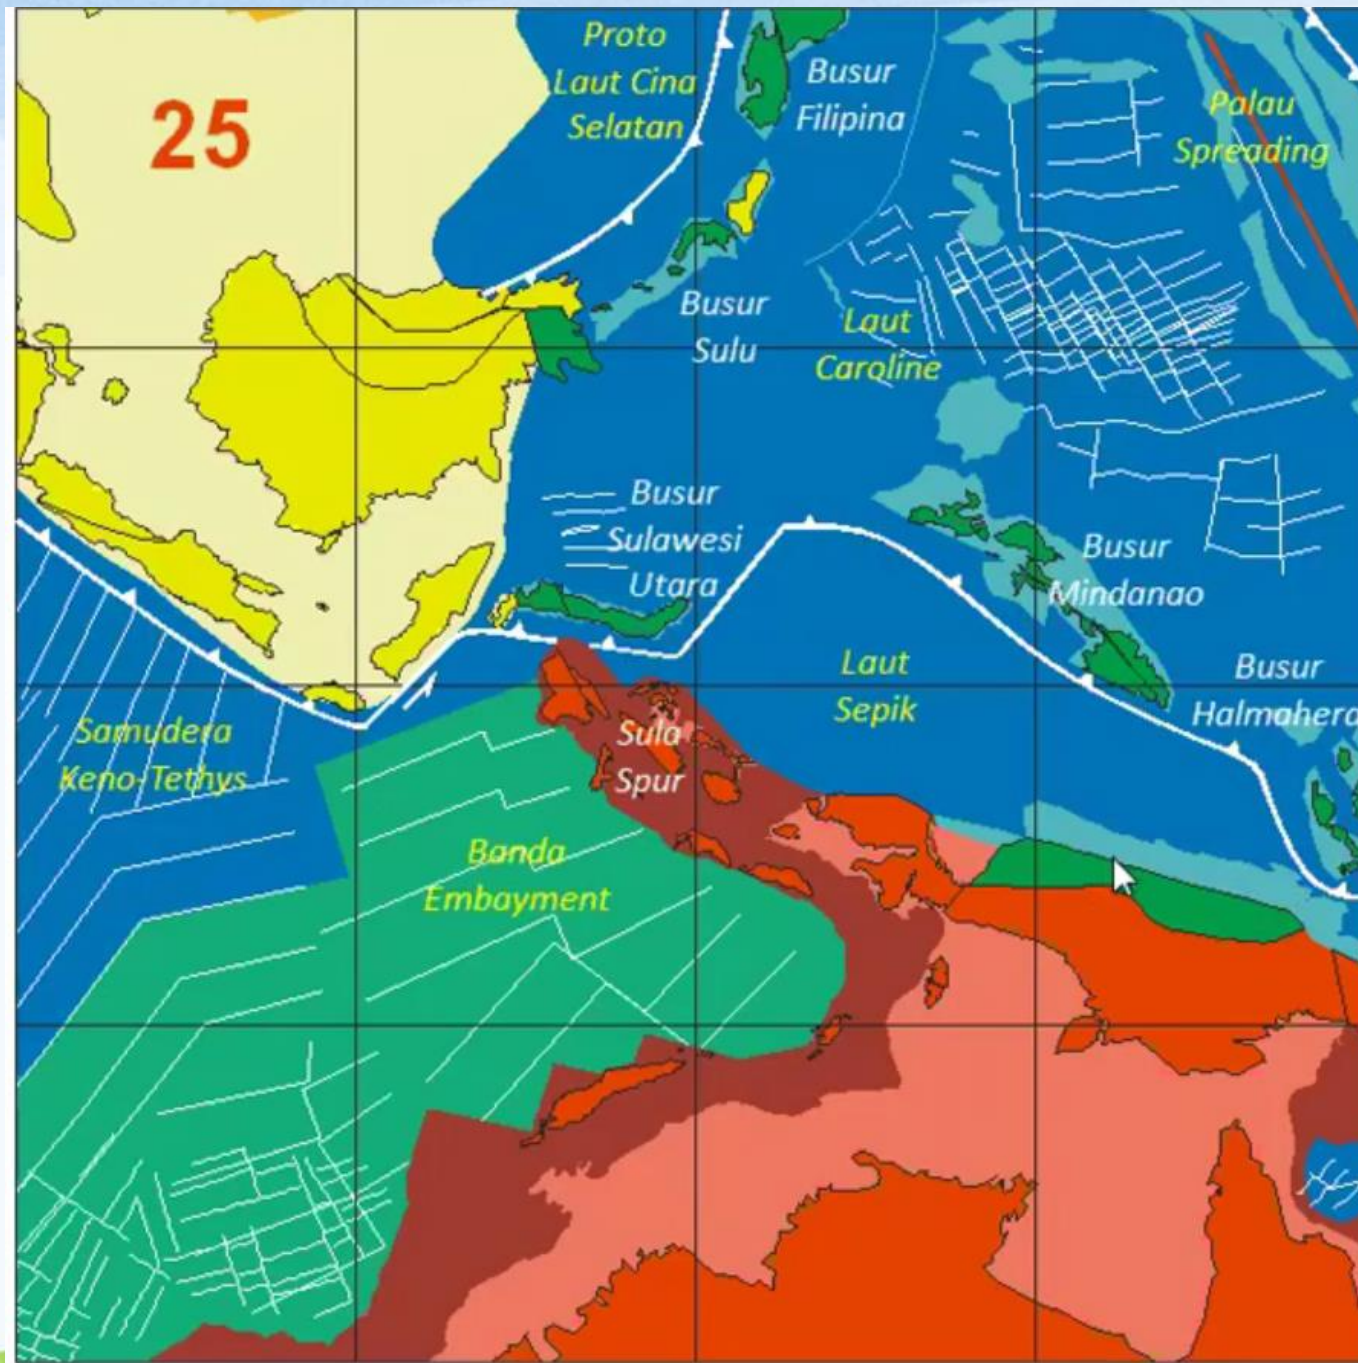 Proto
Laut Cina
Selatan
Busur
Filipina
25
Palau
Spreading
Busur
Sulu
Laut
Caroline
Busur
Sulawesi
Utara
Busur
Mindanao
Laut
Sepik
Busur
Halmahera
Samudera
Keno-Tethys
Sula
Spur
Banda
Embayment